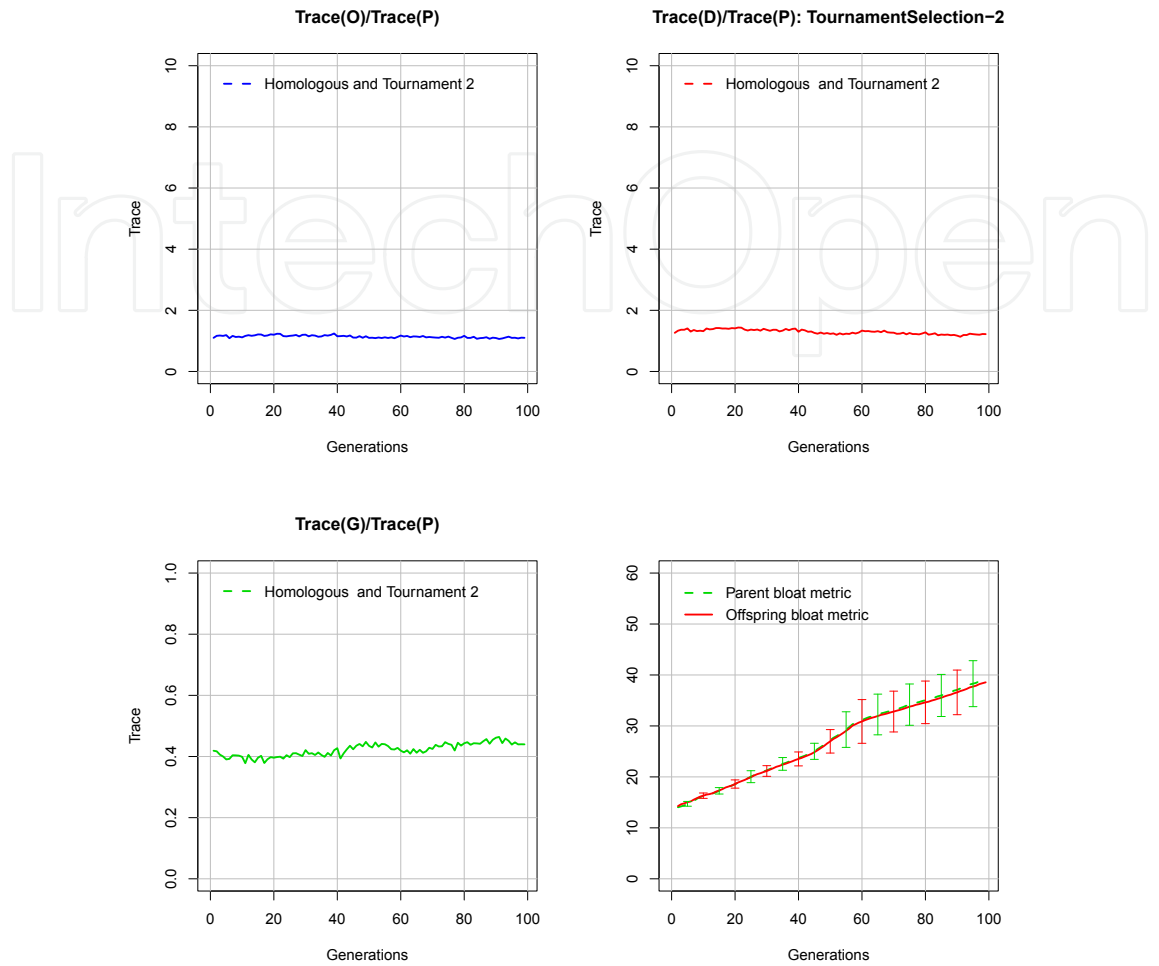 Trace(O)/Trace(P)
Homologous and Tournament 2
Trace
10
8
6
4
2
0
0 20 40 60 80 100
Generations
Trace(D)/Trace(P): TournamentSelection−2
Homologous and Tournament 2
Trace
10
8
6
4
2
0
0 20 40 60 80 100
Generations
Trace(G)/Trace(P)
Homologous and Tournament 2
Trace
1.0
0.8
0.6
0.4
0.2
0.0
0 20 40 60 80 100
Generations
Parent bloat metric
Offspring bloat metric
60
50
40
30
20
10
0
0 20 40 60 80 100
Generations
IntechOpen